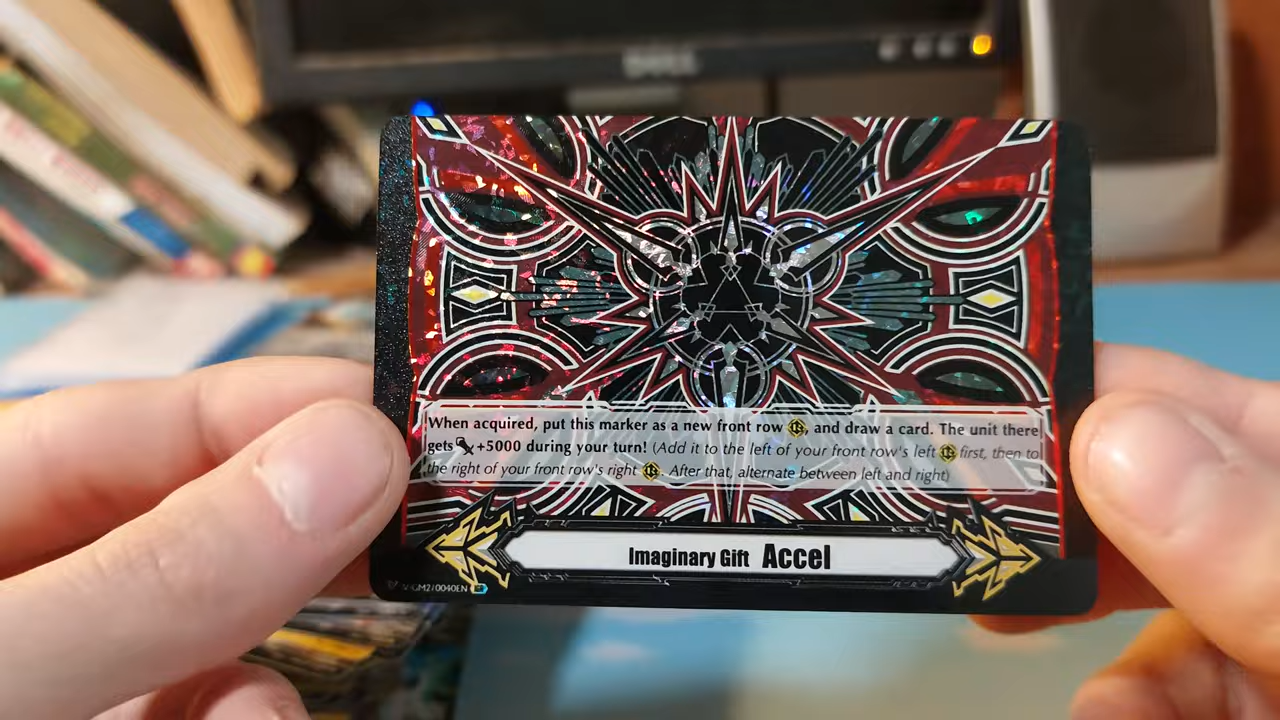 DELL
When acquired, put this marker as a new front row , and draw a card. The unit there
gets +5000 during your turn! (Add it to the left of your front row's left first, then to
the right of your front row's right . After that, alternate between left and right)
Imaginary Gift Accel
V-GM2/0040EN